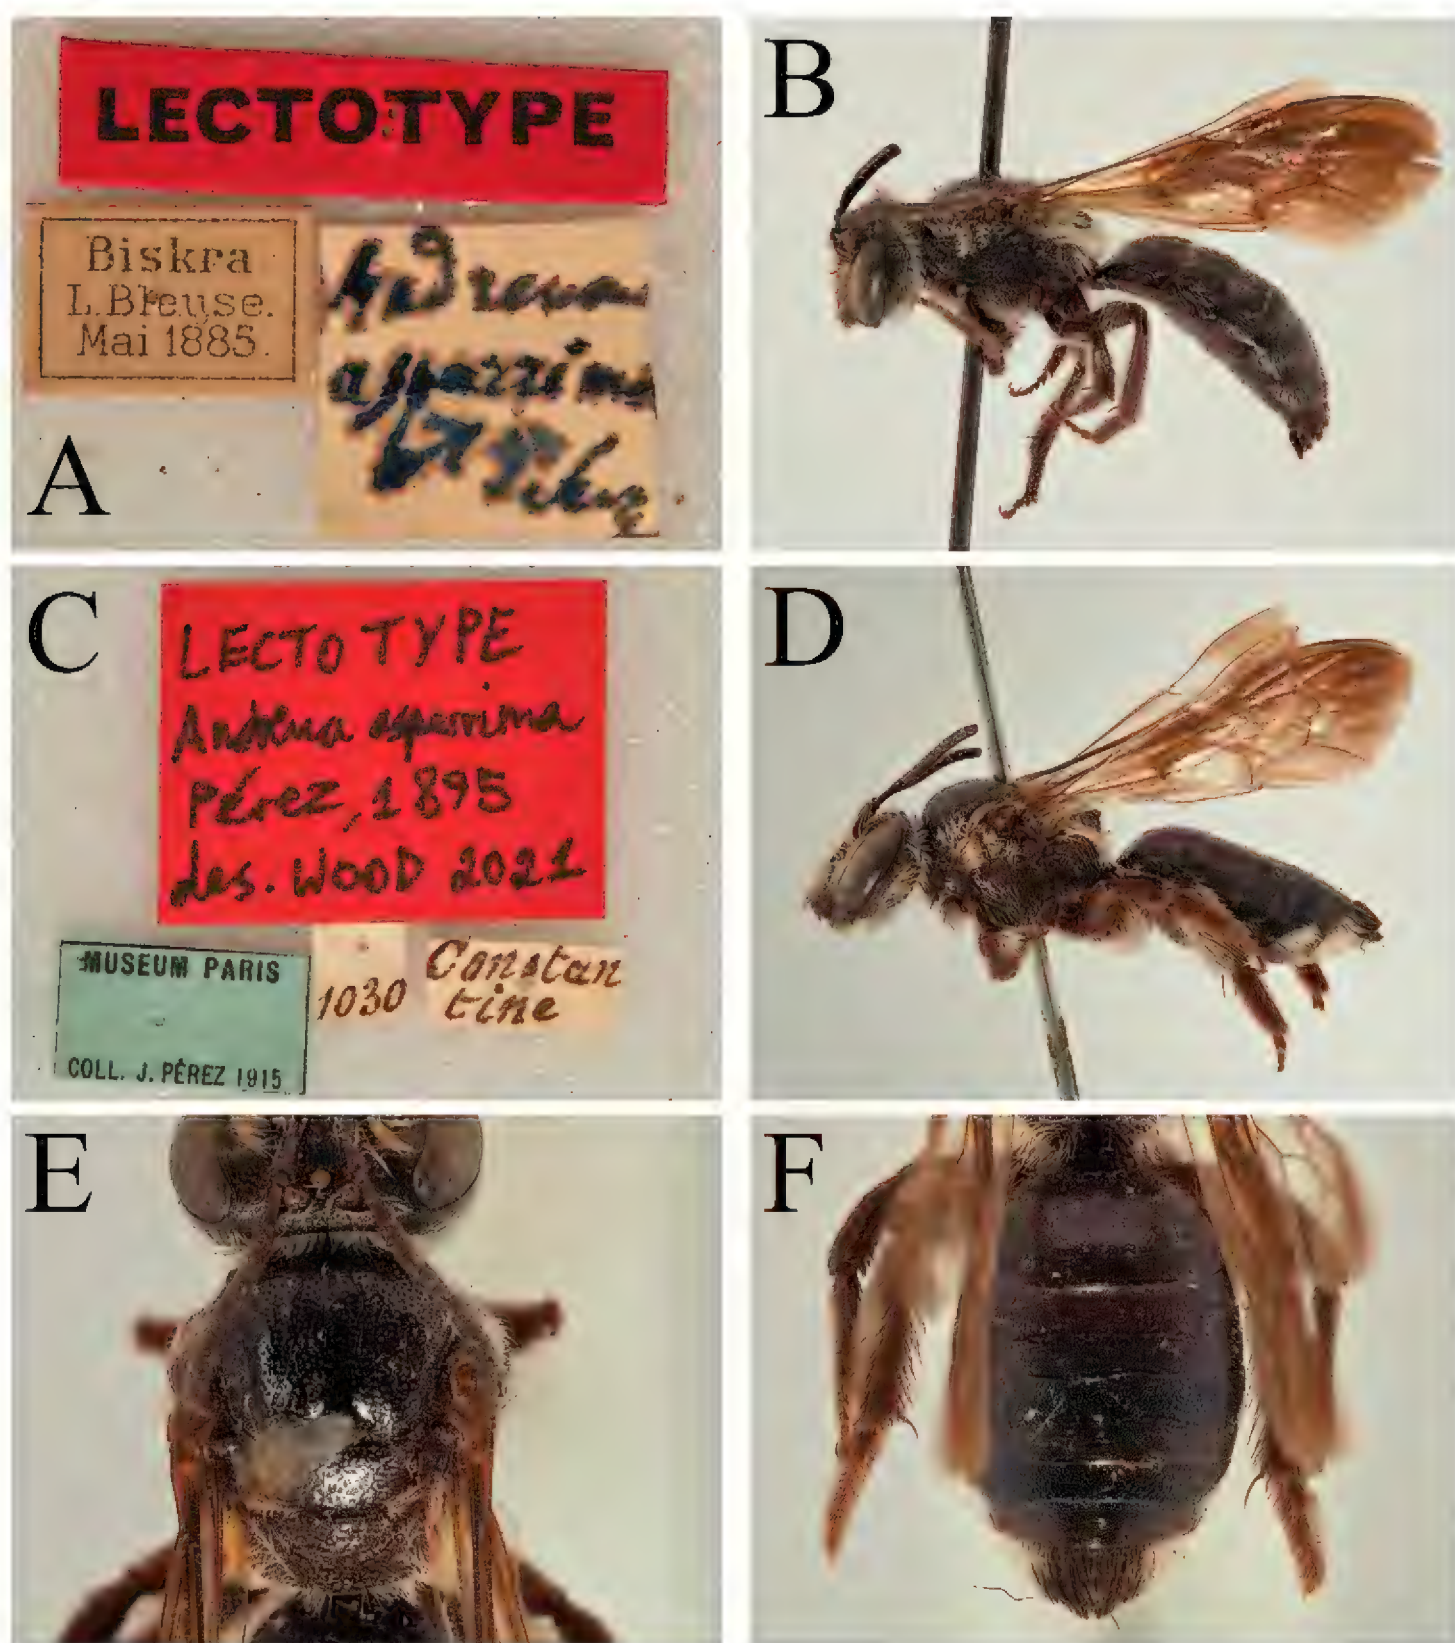 LECTOTYPE
Biskra
L. Bleuse.
Mai 1885.
A
B
C
LECTOTYPE
Andrena asperrima
Pérez, 1895
des. WOOD 2021
MUSEUM PARIS
COLL. J. PÉREZ 1915
1030
Constan
tine
D
E
F